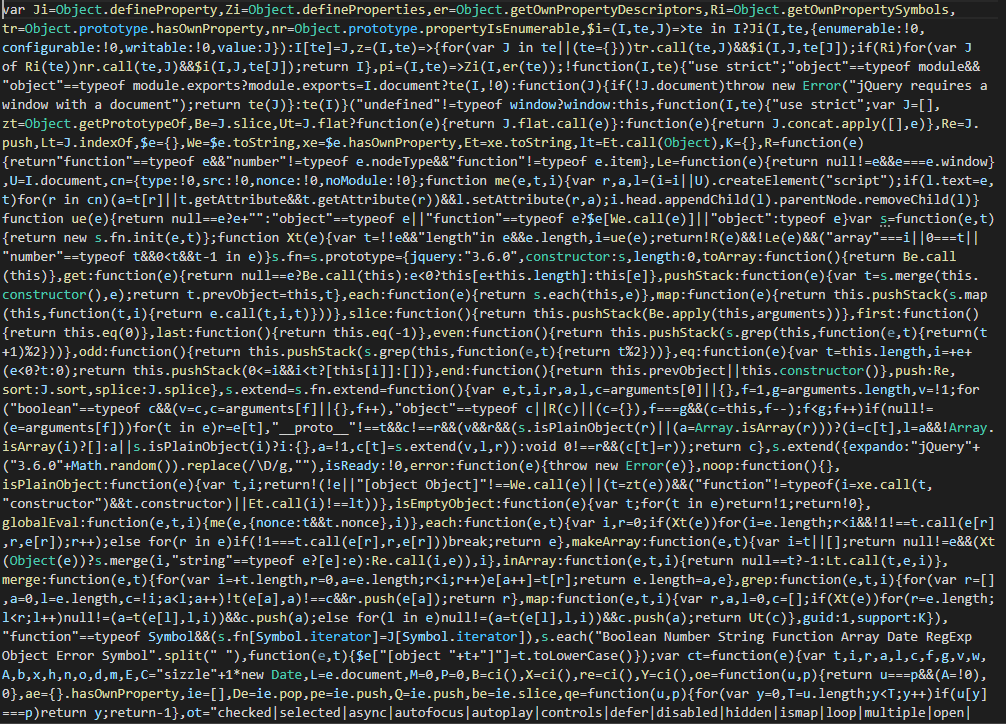 var Ji=Object.defineProperty,Zi=Object.defineProperties,er=Object.getOwnPropertyDescriptors,Ri=Object.getOwnPropertySymbols,
tr=Object.prototype.hasOwnProperty,nr=Object.prototype.propertyIsEnumerable,$i=(I,te,J)=>te in I?Ji(I,te,{enumerable:!0,
configurable:!0,writable:!0,value:J}):I[te]=J,z=(I,te)=>{for(var J in te||(te={}))tr.call(te,J)&&$i(I,J,te[J]);if(Ri)for(var J
of Ri(te))nr.call(te,J)&&$i(I,J,te[J]);return I},pi=(I,te)=>Zi(I,er(te));!function(I,te){"use strict";"object"==typeof module&&
"object"==typeof module.exports?module.exports=I.document?te(I,!0):function(J){if(!J.document)throw new Error("jQuery requires a
window with a document");return te(J)}:te(I)}("undefined"!=typeof window?window:this,function(I,te){"use strict";var J=[],
zt=Object.getPrototypeOf,Be=J.slice,Ut=J.flat?function(e){return J.flat.call(e)}:function(e){return J.concat.apply([],e)},Re=J.
push,Lt=J.indexOf,$e={},We=$e.toString,xe=$e.hasOwnProperty,Et=xe.toString,lt=Et.call(Object),K={},R=function(e)
{return"function"==typeof e&&"number"!=typeof e.nodeType&&"function"!=typeof e.item},Le=function(e){return null!=e&&e===e.window}
,U=I.document,cn={type:!0,src:!0,nonce:!0,noModule:!0};function me(e,t,i){var r,a,l=(i=i||U).createElement("script");if(l.text=e,
t)for(r in cn)(a=t[r]||t.getAttribute&&t.getAttribute(r))&&l.setAttribute(r,a);i.head.appendChild(l).parentNode.removeChild(l)}
function ue(e){return null==e?e+"":"object"==typeof e||"function"==typeof e?$e[We.call(e)]||"object":typeof e}var s=function(e,t)
{return new s.fn.init(e,t)};function Xt(e){var t=!!e&&"length"in e&&e.length,i=ue(e);return!R(e)&&!Le(e)&&("array"===i||0===t||
"number"==typeof t&&0<t&&t-1 in e)}s.fn=s.prototype={jquery:"3.6.0",constructor:s,length:0,toArray:function(){return Be.call
(this)},get:function(e){return null==e?Be.call(this):e<0?this[e+this.length]:this[e]},pushStack:function(e){var t=s.merge(this.
constructor(),e);return t.prevObject=this,t},each:function(e){return s.each(this,e)},map:function(e){return this.pushStack(s.map
(this,function(t,i){return e.call(t,i,t)}))},slice:function(){return this.pushStack(Be.apply(this,arguments))},first:function()
{return this.eq(0)},last:function(){return this.eq(-1)},even:function(){return this.pushStack(s.grep(this,function(e,t){return(t
+1)%2}))},odd:function(){return this.pushStack(s.grep(this,function(e,t){return t%2}))},eq:function(e){var t=this.length,i=+e+
(e<0?t:0);return this.pushStack(0<=i&&i<t?[this[i]]:[])},end:function(){return this.prevObject||this.constructor()},push:Re,
sort:J.sort,splice:J.splice},s.extend=s.fn.extend=function(){var e,t,i,r,a,l,c=arguments[0]||{},f=1,g=arguments.length,v=!1;for
("boolean"==typeof c&&(v=c,c=arguments[f]||{},f++),"object"==typeof c||R(c)||(c={}),f===g&&(c=this,f--);f<g;f++)if(null!=
(e=arguments[f]))for(t in e)r=e[t],"__proto__"!==t&&c!==r&&(v&&r&&(s.isPlainObject(r)||(a=Array.isArray(r)))?(i=c[t],l=a&&!Array.
isArray(i)?[]:a||s.isPlainObject(i)?i:{},a=!1,c[t]=s.extend(v,l,r)):void 0!==r&&(c[t]=r));return c},s.extend({expando:"jQuery"+
("3.6.0"+Math.random()).replace(/\D/g,""),isReady:!0,error:function(e){throw new Error(e)},noop:function(){},
isPlainObject:function(e){var t,i;return!(!e||"[object Object]"!==We.call(e)||(t=zt(e))&&("function"!=typeof(i=xe.call(t,
"constructor")&&t.constructor)||Et.call(i)!==lt))},isEmptyObject:function(e){var t;for(t in e)return!1;return!0},
globalEval:function(e,t,i){me(e,{nonce:t&&t.nonce},i)},each:function(e,t){var i,r=0;if(Xt(e))for(i=e.length;r<i&&!1!==t.call(e[r]
,r,e[r]);r++);else for(r in e)if(!1===t.call(e[r],r,e[r]))break;return e},makeArray:function(e,t){var i=t||[];return null!=e&&(Xt
(Object(e))?s.merge(i,"string"==typeof e?[e]:e):Re.call(i,e)),i},inArray:function(e,t,i){return null==t?-1:Lt.call(t,e,i)},
merge:function(e,t){for(var i=+t.length,r=0,a=e.length;r<i;r++)e[a++]=t[r];return e.length=a,e},grep:function(e,t,i){for(var r=[]
,a=0,l=e.length,c=!i;a<l;a++)!t(e[a],a)!==c&&r.push(e[a]);return r},map:function(e,t,i){var r,a,l=0,c=[];if(Xt(e))for(r=e.length;
l<r;l++)null!=(a=t(e[l],l,i))&&c.push(a);else for(l in e)null!=(a=t(e[l],l,i))&&c.push(a);return Ut(c)},guid:1,support:K}),
"function"==typeof Symbol&&(s.fn[Symbol.iterator]=J[Symbol.iterator]),s.each("Boolean Number String Function Array Date RegExp
Object Error Symbol".split(" "),function(e,t){$e["[object "+t+"]"]=t.toLowerCase()});var ct=function(e){var t,i,r,a,l,c,f,g,v,w,
A,b,x,h,n,o,d,m,E,C="sizzle"+1*new Date,L=e.document,M=0,P=0,B=ci(),X=ci(),re=ci(),Y=ci(),oe=function(u,p){return u===p&&(A=!0),
0},ae={}.hasOwnProperty,ie=[],De=ie.pop,pe=ie.push,Q=ie.push,be=ie.slice,qe=function(u,p){for(var y=0,T=u.length;y<T;y++)if(u[y]
===p)return y;return-1},ot="checked|selected|async|autofocus|autoplay|controls|defer|disabled|hidden|ismap|loop|multiple|open|